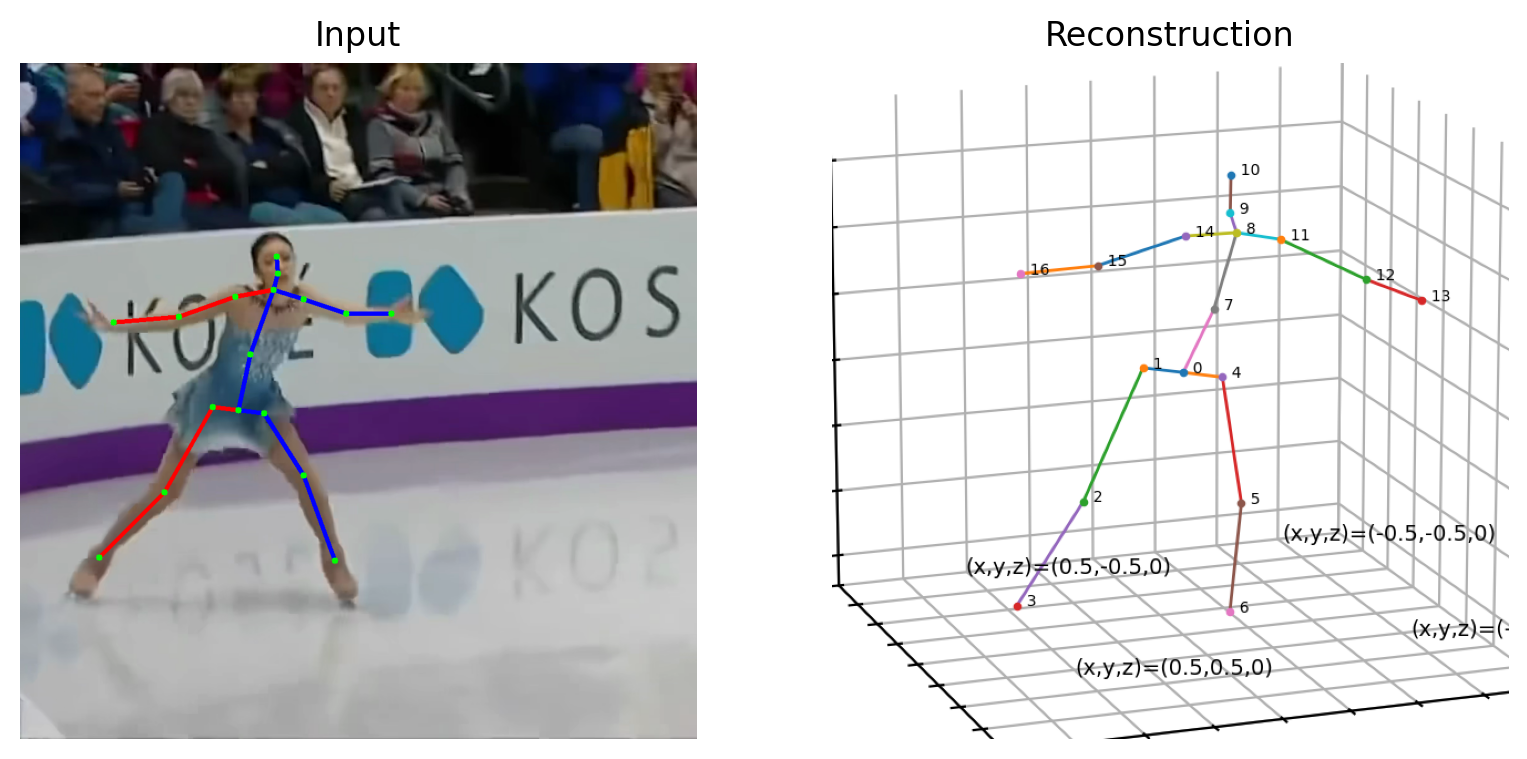 Input
Reconstruction
KOSÉ
KOS
10
9
14
8
11
16
15
12
13
7
1
0
4
2
5
(x,y,z)=(-0.5,-0.5,0)
(x,y,z)=(0.5,-0.5,0)
3
6
(x,y,z)=(-
(x,y,z)=(0.5,0.5,0)